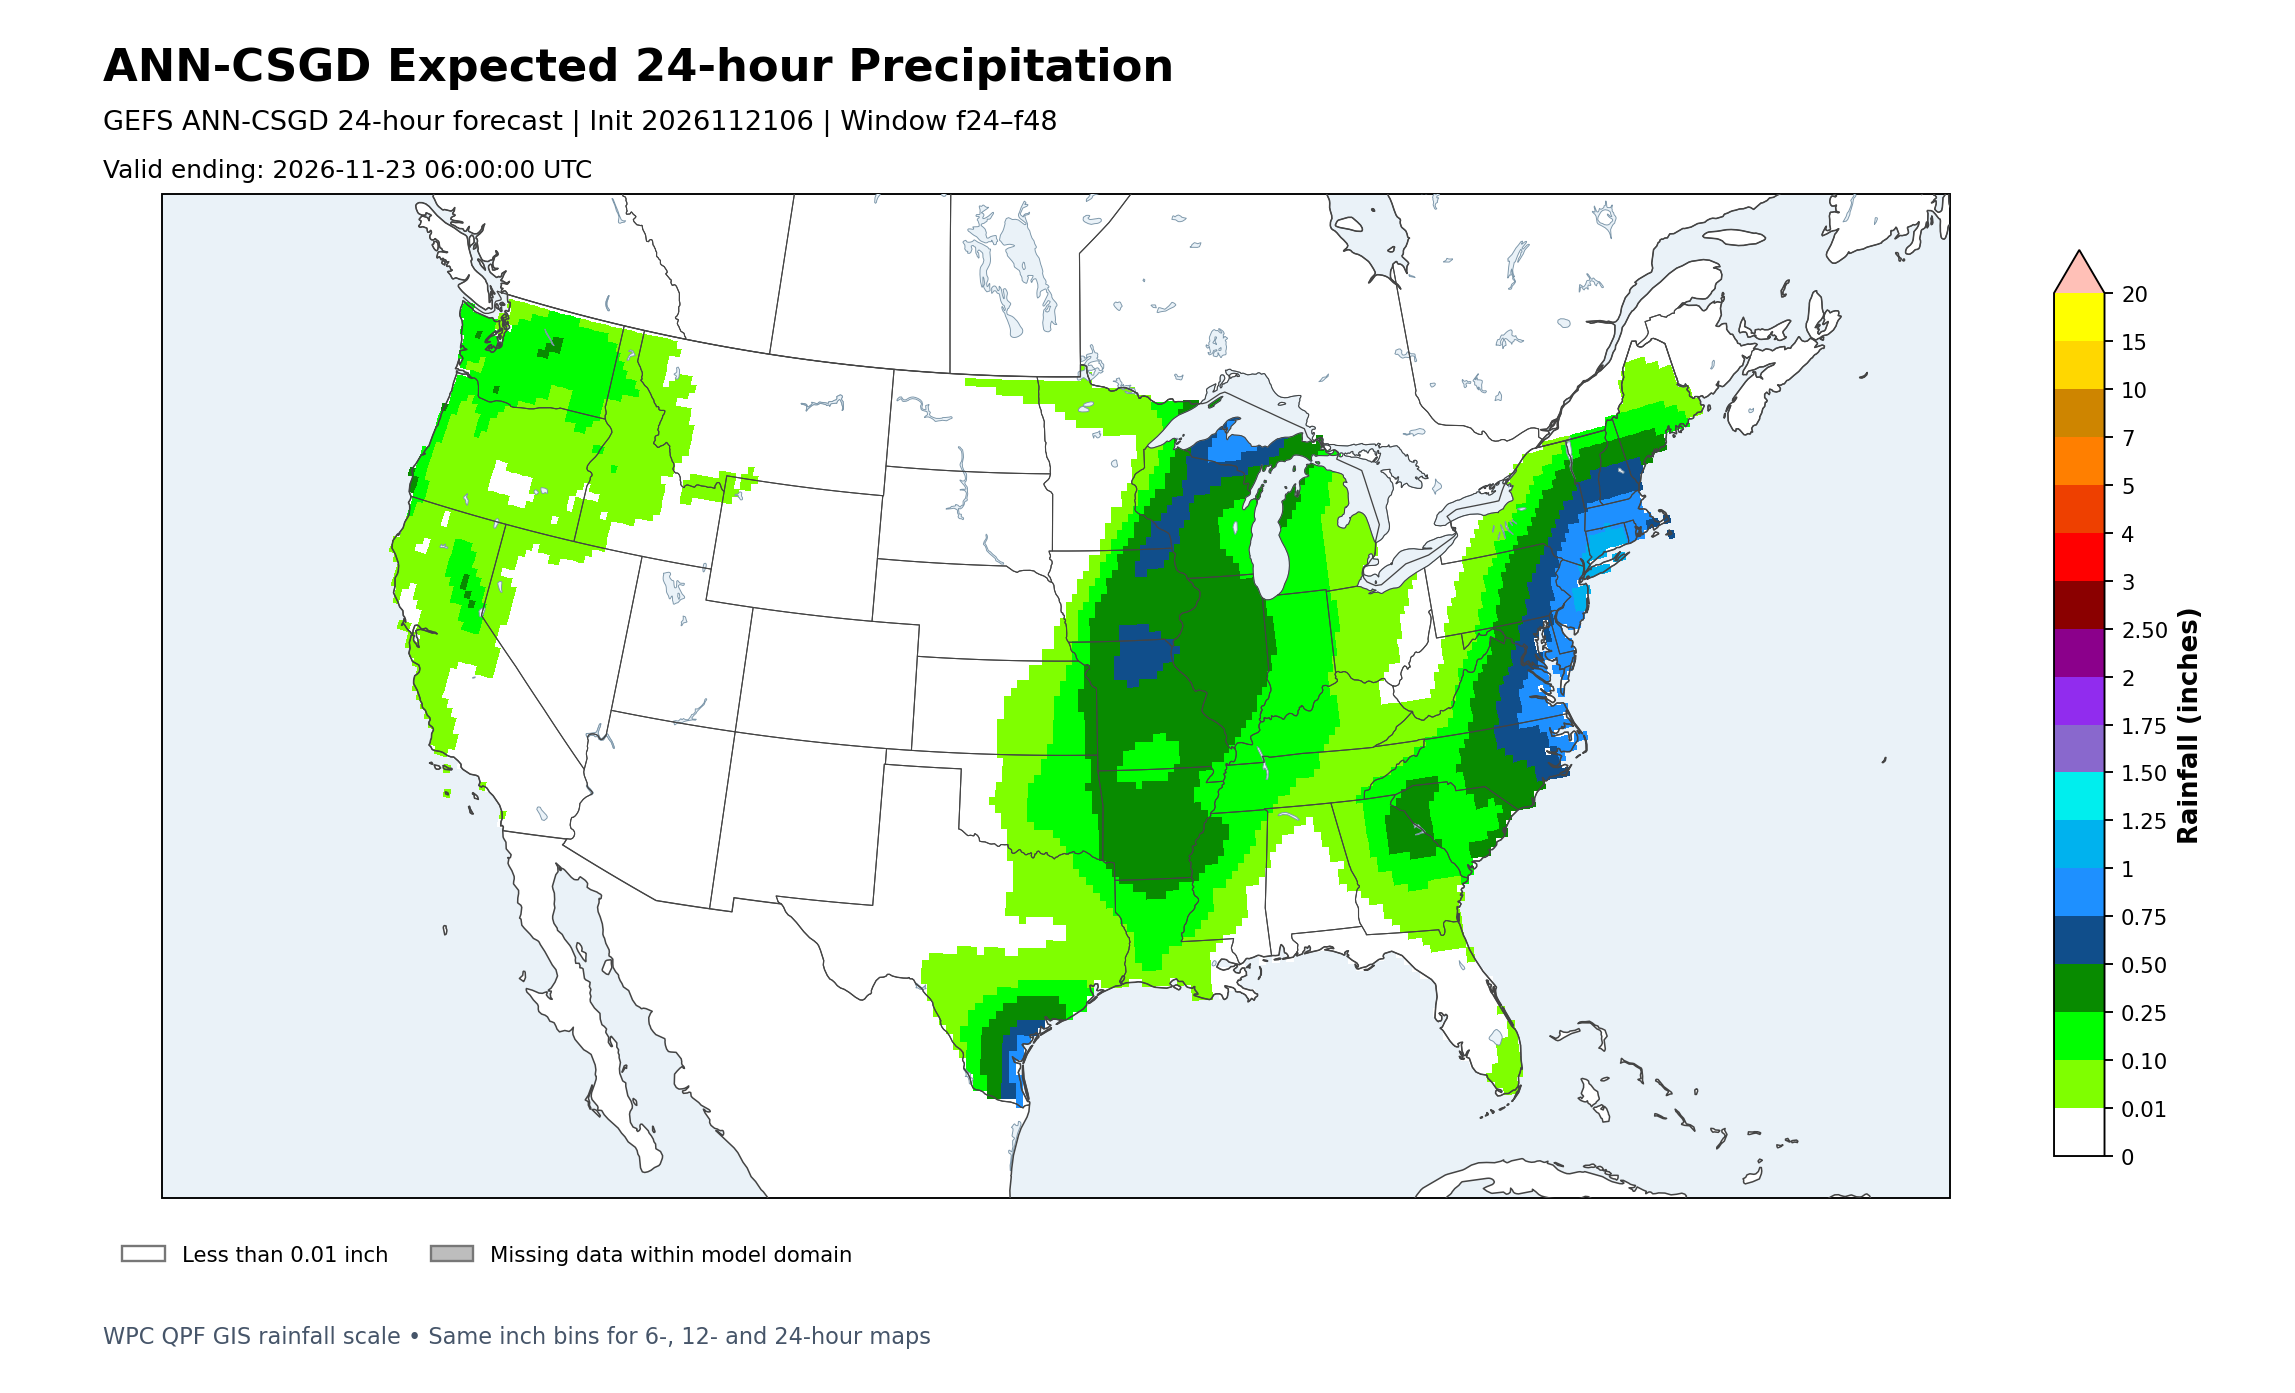 ANN-CSGD Expected 24-hour Precipitation
GEFS ANN-CSGD 24-hour forecast | Init 2026112106 | Window f24–f48
Valid ending: 2026-11-23 06:00:00 UTC
20
15
10
7
5
4
3
2.50
2
1.75
1.50
1.25
1
0.75
0.50
0.25
0.10
0.01
0
Rainfall (inches)
Less than 0.01 inch
Missing data within model domain
WPC QPF GIS rainfall scale • Same inch bins for 6-, 12- and 24-hour maps